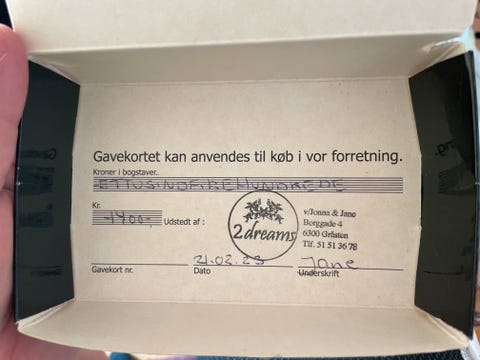 Gavekortet kan anvendes til køb i vor forretning.
Kroner i bogstaver..
ETTUSINDFIREHUNDREDE
Kr.
-1400,- Udstedt af :
2dreams
v/Jonna & Jane
Borggade 4
6300 Gråsten
Tlf. 51 51 36 78
21.02.23 Jane
Gavekort nr. Dato Underskrift